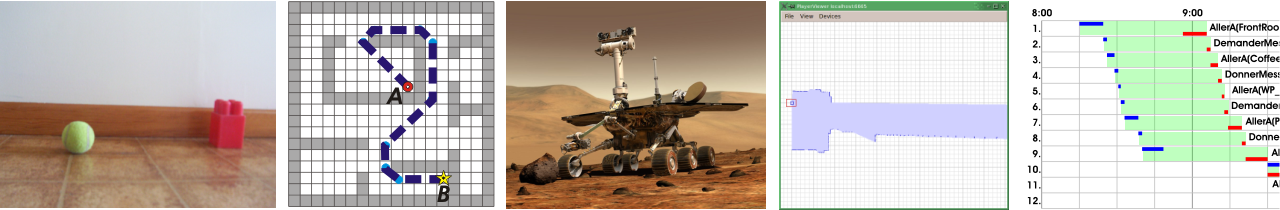 A
B
PlayerViewer localhost:6665
File View Devices
8:00 9:00
1. AllerA(FrontRoo
2. DemanderMes
3. AllerA(Coffee
4. DonnerMess
5. AllerA(WP_
6. Demander
7. AllerA(P
8. Donne
9. Al
10.
11. Al
12.